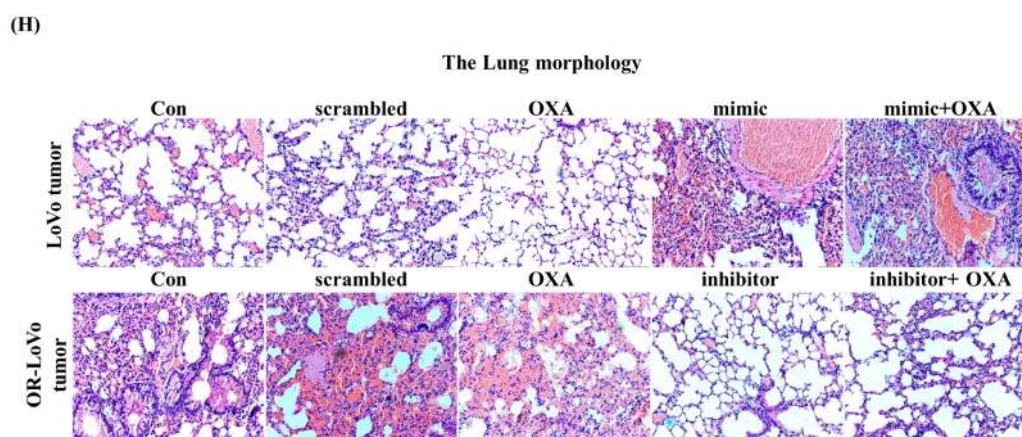 (H)
The Lung morphology
Con scrambled OXA mimic mimic+OXA
LoVo tumor
Con scrambled OXA inhibitor inhibitor+ OXA
OR-LoVo
tumor